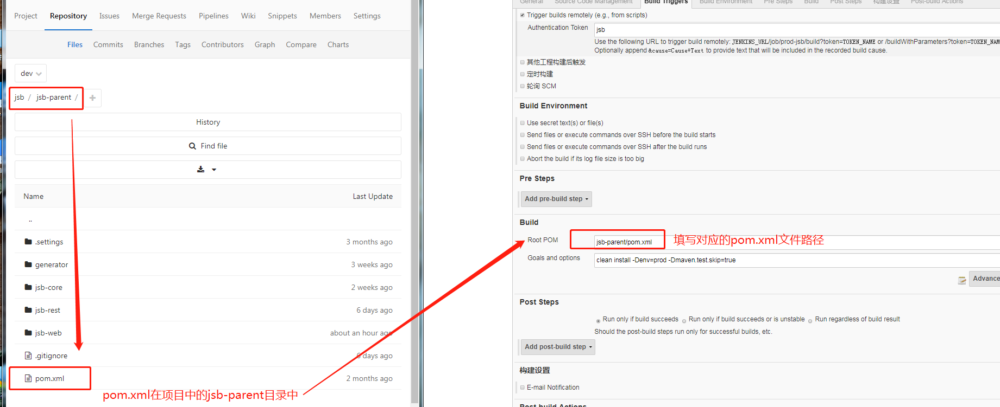 Project Repository Issues Merge Requests Pipelines Wiki Snippets Members Settings
Files Commits Branches Tags Contributors Graph Compare Charts
dev
jsb / jsb-parent /
History
Find file
Name Last Update
..
.settings 3 months ago
generator 3 weeks ago
jsb-core 2 weeks ago
jsb-rest 6 days ago
jsb-web about an hour ago
.gitignore 6 days ago
pom.xml 2 months ago
pom.xml在项目中的jsb-parent目录中
General Source Code Management Build Triggers Build Environment Pre Steps Build Post Steps 构建设置 Post-build Actions
Trigger builds remotely (e.g., from scripts)
Authentication Token jsb
Use the following URL to trigger build remotely: JENKINS_URL/job/prod-jsb/build?token=TOKEN_NAME or /buildWithParameters?token=TOKEN_NAM
Optionally append &cause=Cause+Text to provide text that will be included in the recorded build cause.
其他工程构建后触发
定时构建
轮询 SCM
Build Environment
Use secret text(s) or file(s)
Send files or execute commands over SSH before the build starts
Send files or execute commands over SSH after the build runs
Abort the build if its log file size is too big
Pre Steps
Add pre-build step
Build
Root POM jsb-parent/pom.xml 填写对应的pom.xml文件路径
Goals and options clean install -Denv=prod -Dmaven.test.skip=true
Advance
Post Steps
Run only if build succeeds Run only if build succeeds or is unstable Run regardless of build result
Should the post-build steps run only for successful builds, etc.
Add post-build step
构建设置
E-mail Notification
Post-build Actions